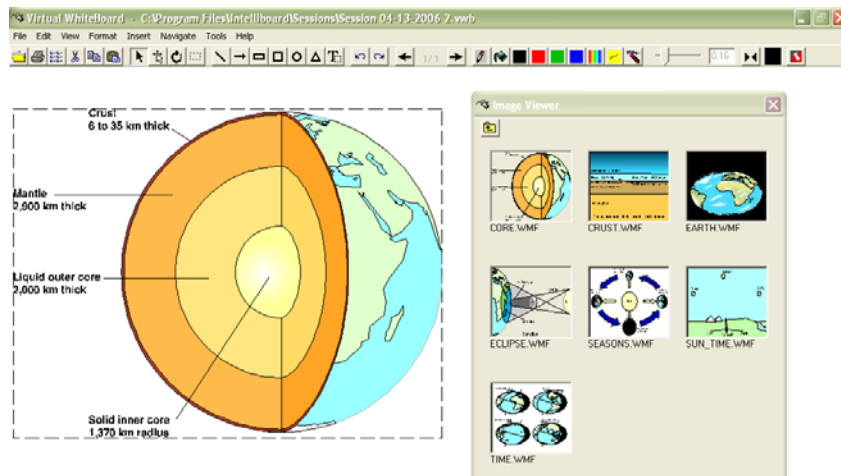 Virtual WhiteBoard - C:\Program Files\Intelliboard\Sessions\Session 04-13-2006 2.vwb
File Edit View Format Insert Navigate Tools Help
1/1 0.16
Crust
6 to 35 km thick
Mantle
2,900 km thick
Liquid outer core
2,000 km thick
Solid inner core
1,370 km radius
Image Viewer
CORE.WMF CRUST.WMF EARTH.WMF
ECLIPSE.WMF SEASONS.WMF SUN_TIME.WMF
TIME.WMF